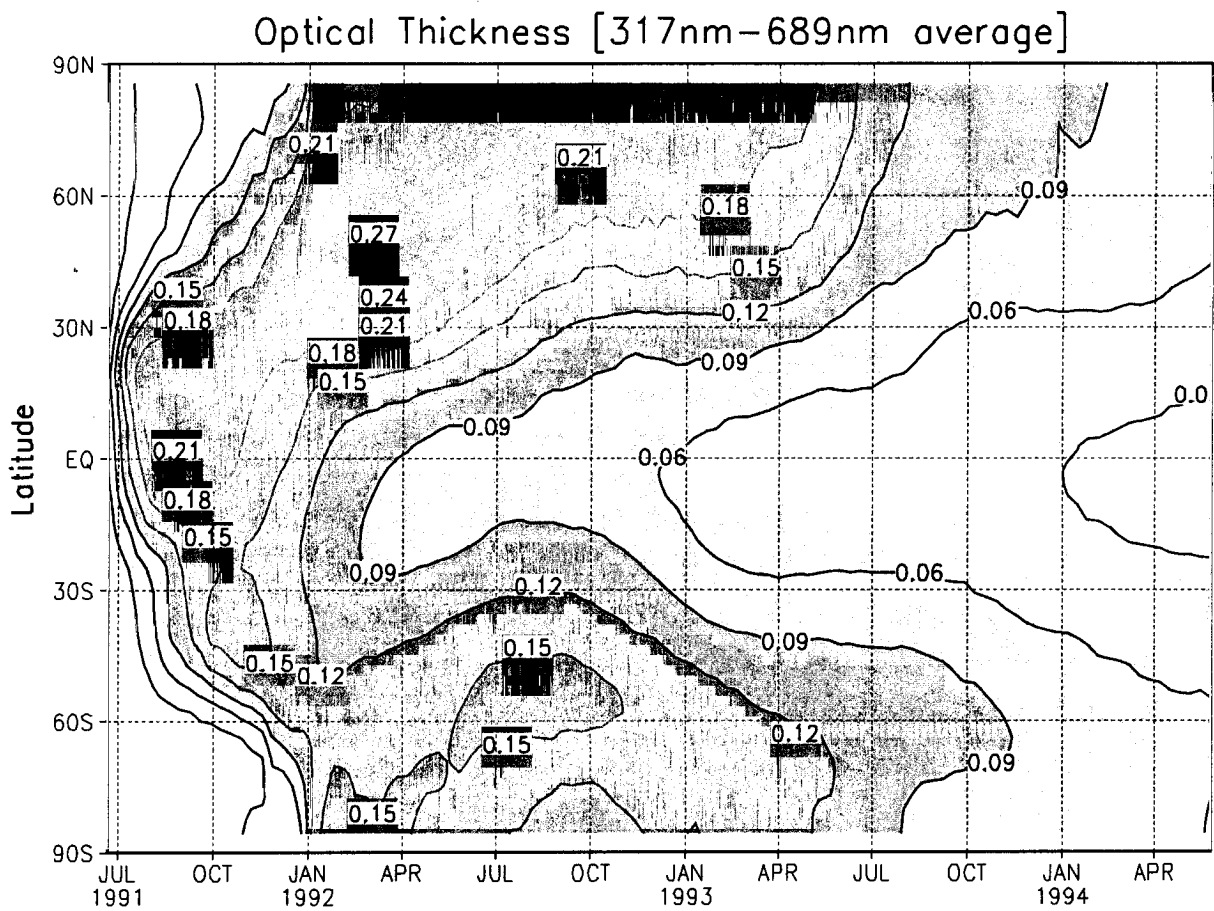 Optical Thickness [317nm-689nm average]
90N
0.21
0.21
60N
0.09
0.18
0.27
0.15
0.15
0.24
0.18
0.21
0.12
0.06
30N
0.18
0.09
0.15
0.0
0.09
0.21
EQ
0.06
0.18
0.15
0.09
0.06
30S
0.12
0.09
0.15
0.15
0.12
60S
0.12
0.15
0.09
0.15
90S
Latitude
JUL OCT JAN APR JUL OCT JAN APR JUL OCT JAN APR
1991 1992 1993 1994